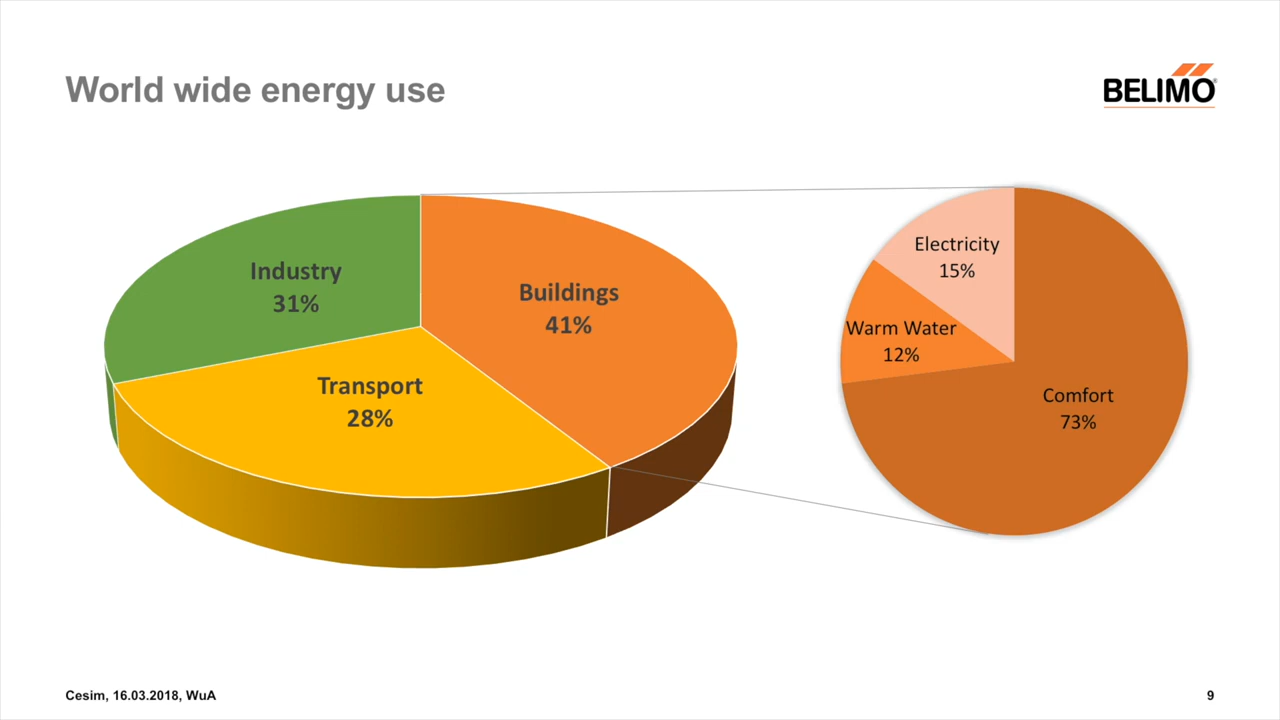 World wide energy use
BELIMO®
Industry
31%
Buildings
41%
Transport
28%
Electricity
15%
Warm Water
12%
Comfort
73%
Cesim, 16.03.2018, WuA
9